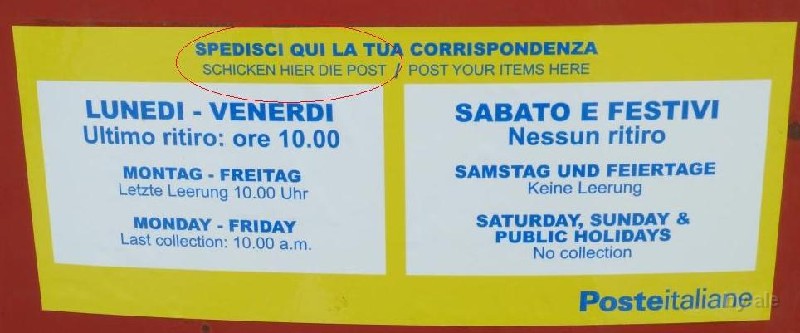 SPEDISCI QUI LA TUA CORRISPONDENZA
SCHICKEN HIER DIE POST / POST YOUR ITEMS HERE
LUNEDI - VENERDI
Ultimo ritiro: ore 10.00
MONTAG - FREITAG
Letzte Leerung 10.00 Uhr
MONDAY - FRIDAY
Last collection: 10.00 a.m.
SABATO E FESTIVI
Nessun ritiro
SAMSTAG UND FEIERTAGE
Keine Leerung
SATURDAY, SUNDAY &
PUBLIC HOLIDAYS
No collection
Posteitaliane